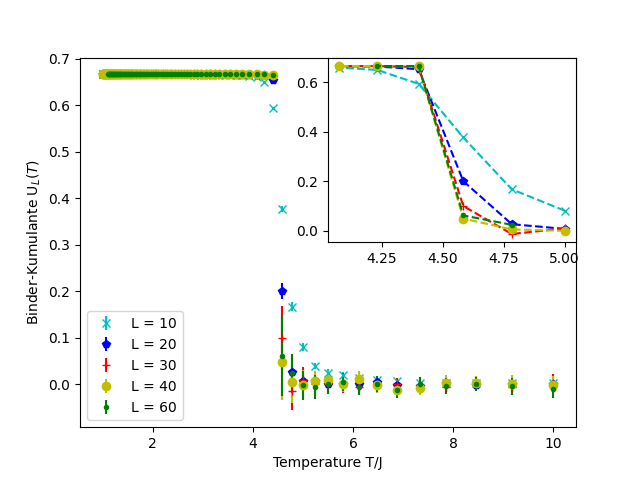 0.7
0.6
0.5
0.4
0.3
0.2
0.1
0.0
Binder-Kumulante U_L(T)
2 4 6 8 10
Temperature T/J
0.6
0.4
0.2
0.0
4.25 4.50 4.75 5.00
L = 10
L = 20
L = 30
L = 40
L = 60